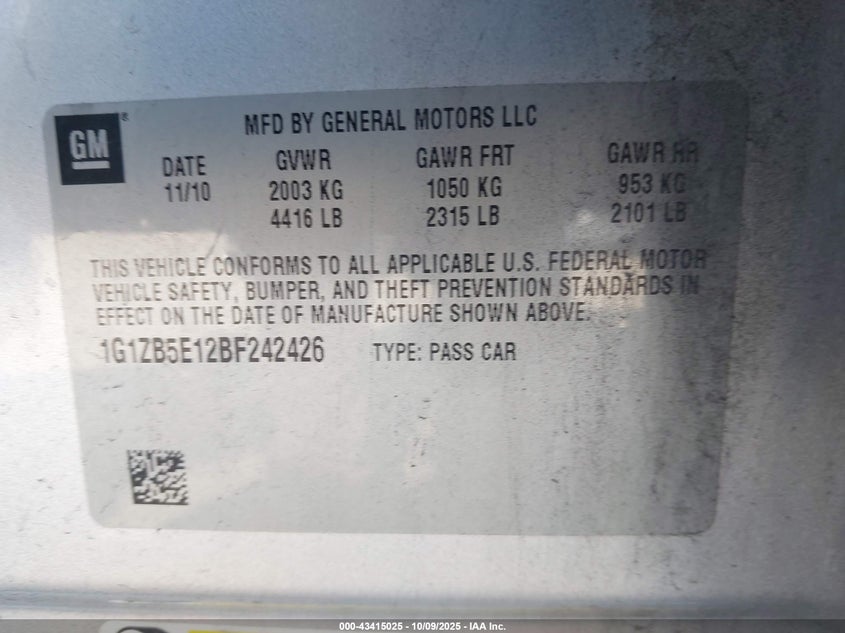 GM®
MFD BY GENERAL MOTORS LLC
DATE GVWR GAWR FRT GAWR RR
11/10 2003 KG 1050 KG 953 KG
4416 LB 2315 LB 2101 LB
THIS VEHICLE CONFORMS TO ALL APPLICABLE U.S. FEDERAL MOTOR
VEHICLE SAFETY, BUMPER, AND THEFT PREVENTION STANDARDS IN
EFFECT ON THE DATE OF MANUFACTURE SHOWN ABOVE.
1G1ZB5E12BF242426 TYPE: PASS CAR
000-43415025 - 10/09/2025 - IAA Inc.